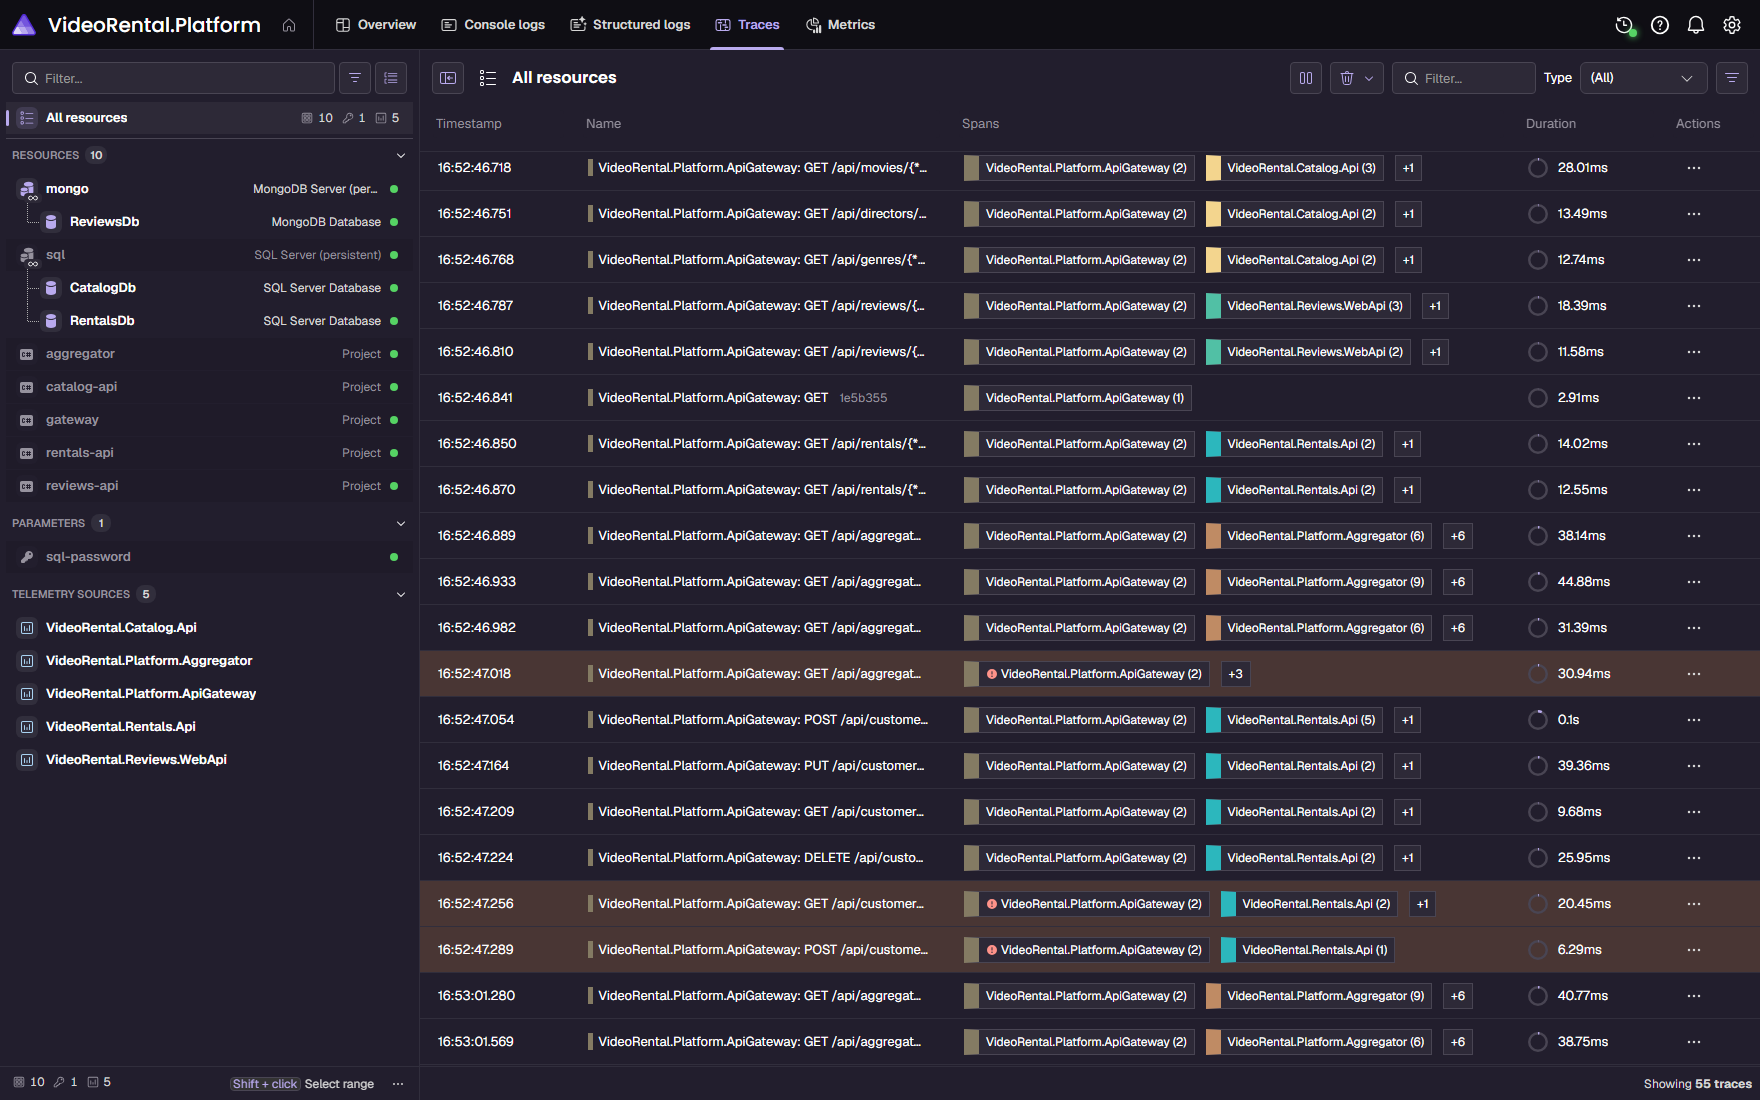 VideoRental.Platform
Overview
Console logs
Structured logs
Traces
Metrics
Filter...
All resources 10 1 5
RESOURCES 10
mongo MongoDB Server (per...
ReviewsDb MongoDB Database
sql SQL Server (persistent)
CatalogDb SQL Server Database
RentalsDb SQL Server Database
aggregator Project
catalog-api Project
gateway Project
rentals-api Project
reviews-api Project
PARAMETERS 1
sql-password
TELEMETRY SOURCES 5
VideoRental.Catalog.Api
VideoRental.Platform.Aggregator
VideoRental.Platform.ApiGateway
VideoRental.Rentals.Api
VideoRental.Reviews.WebApi
10 1 5 Shift + click Select range ...
All resources Filter... Type (All)
Timestamp Name Spans Duration Actions
16:52:46.718 VideoRental.Platform.ApiGateway: GET /api/movies/{*... VideoRental.Platform.ApiGateway (2) VideoRental.Catalog.Api (3) +1 28.01ms ...
16:52:46.751 VideoRental.Platform.ApiGateway: GET /api/directors/... VideoRental.Platform.ApiGateway (2) VideoRental.Catalog.Api (2) +1 13.49ms ...
16:52:46.768 VideoRental.Platform.ApiGateway: GET /api/genres/{*... VideoRental.Platform.ApiGateway (2) VideoRental.Catalog.Api (2) +1 12.74ms ...
16:52:46.787 VideoRental.Platform.ApiGateway: GET /api/reviews/{... VideoRental.Platform.ApiGateway (2) VideoRental.Reviews.WebApi (3) +1 18.39ms ...
16:52:46.810 VideoRental.Platform.ApiGateway: GET /api/reviews/{... VideoRental.Platform.ApiGateway (2) VideoRental.Reviews.WebApi (2) +1 11.58ms ...
16:52:46.841 VideoRental.Platform.ApiGateway: GET 1e5b355 VideoRental.Platform.ApiGateway (1) 2.91ms ...
16:52:46.850 VideoRental.Platform.ApiGateway: GET /api/rentals/{*... VideoRental.Platform.ApiGateway (2) VideoRental.Rentals.Api (2) +1 14.02ms ...
16:52:46.870 VideoRental.Platform.ApiGateway: GET /api/rentals/{*... VideoRental.Platform.ApiGateway (2) VideoRental.Rentals.Api (2) +1 12.55ms ...
16:52:46.889 VideoRental.Platform.ApiGateway: GET /api/aggregat... VideoRental.Platform.ApiGateway (2) VideoRental.Platform.Aggregator (6) +6 38.14ms ...
16:52:46.933 VideoRental.Platform.ApiGateway: GET /api/aggregat... VideoRental.Platform.ApiGateway (2) VideoRental.Platform.Aggregator (9) +6 44.88ms ...
16:52:46.982 VideoRental.Platform.ApiGateway: GET /api/aggregat... VideoRental.Platform.ApiGateway (2) VideoRental.Platform.Aggregator (6) +6 31.39ms ...
16:52:47.018 VideoRental.Platform.ApiGateway: GET /api/aggregat... VideoRental.Platform.ApiGateway (2) +3 30.94ms ...
16:52:47.054 VideoRental.Platform.ApiGateway: POST /api/custome... VideoRental.Platform.ApiGateway (2) VideoRental.Rentals.Api (5) +1 0.1s ...
16:52:47.164 VideoRental.Platform.ApiGateway: PUT /api/customer... VideoRental.Platform.ApiGateway (2) VideoRental.Rentals.Api (2) +1 39.36ms ...
16:52:47.209 VideoRental.Platform.ApiGateway: GET /api/customer... VideoRental.Platform.ApiGateway (2) VideoRental.Rentals.Api (2) +1 9.68ms ...
16:52:47.224 VideoRental.Platform.ApiGateway: DELETE /api/custo... VideoRental.Platform.ApiGateway (2) VideoRental.Rentals.Api (2) +1 25.95ms ...
16:52:47.256 VideoRental.Platform.ApiGateway: GET /api/customer... VideoRental.Platform.ApiGateway (2) VideoRental.Rentals.Api (2) +1 20.45ms ...
16:52:47.289 VideoRental.Platform.ApiGateway: POST /api/custome... VideoRental.Platform.ApiGateway (2) VideoRental.Rentals.Api (1) 6.29ms ...
16:53:01.280 VideoRental.Platform.ApiGateway: GET /api/aggregat... VideoRental.Platform.ApiGateway (2) VideoRental.Platform.Aggregator (9) +6 40.77ms ...
16:53:01.569 VideoRental.Platform.ApiGateway: GET /api/aggregat... VideoRental.Platform.ApiGateway (2) VideoRental.Platform.Aggregator (6) +6 38.75ms ...
Showing 55 traces